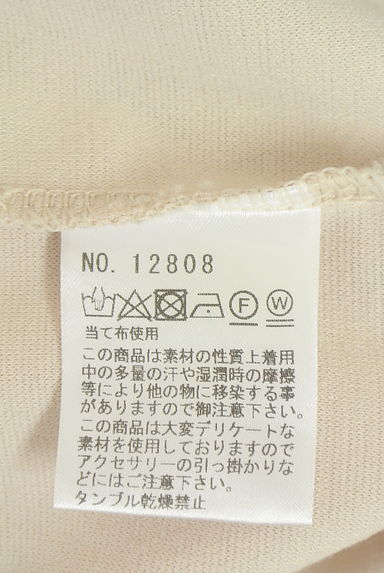 NO. 12808
F W
当て布使用
この商品は素材の性質上着用
中の多量の汗や湿潤時の摩擦
等により他の物に移染する事
がありますので御注意下さい。
この商品は大変デリケートな
素材を使用しておりますので
アクセサリーの引っ掛かりな
どにはご注意下さい。
タンブル乾燥禁止